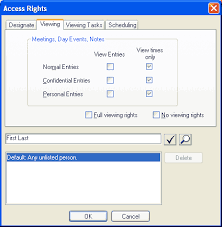 Access Rights
Designate Viewing Viewing Tasks Scheduling
Meetings, Day Events, Notes
View Entries View times only
Normal Entries
Confidential Entries
Personal Entries
Full viewing rights No viewing rights
First Last
Default: Any unlisted person.
Delete
OK Cancel